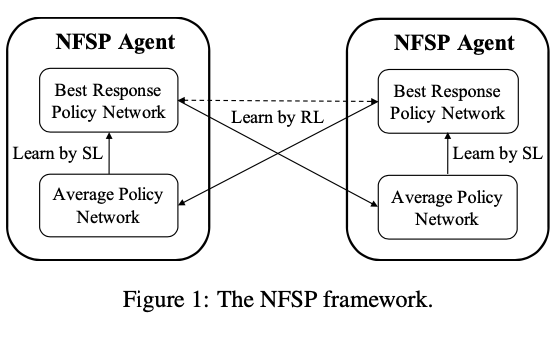 NFSP Agent
Best Response
Policy Network
Learn by SL
Average Policy
Network
Learn by RL
NFSP Agent
Best Response
Policy Network
Learn by SL
Average Policy
Network
Figure 1: The NFSP framework.